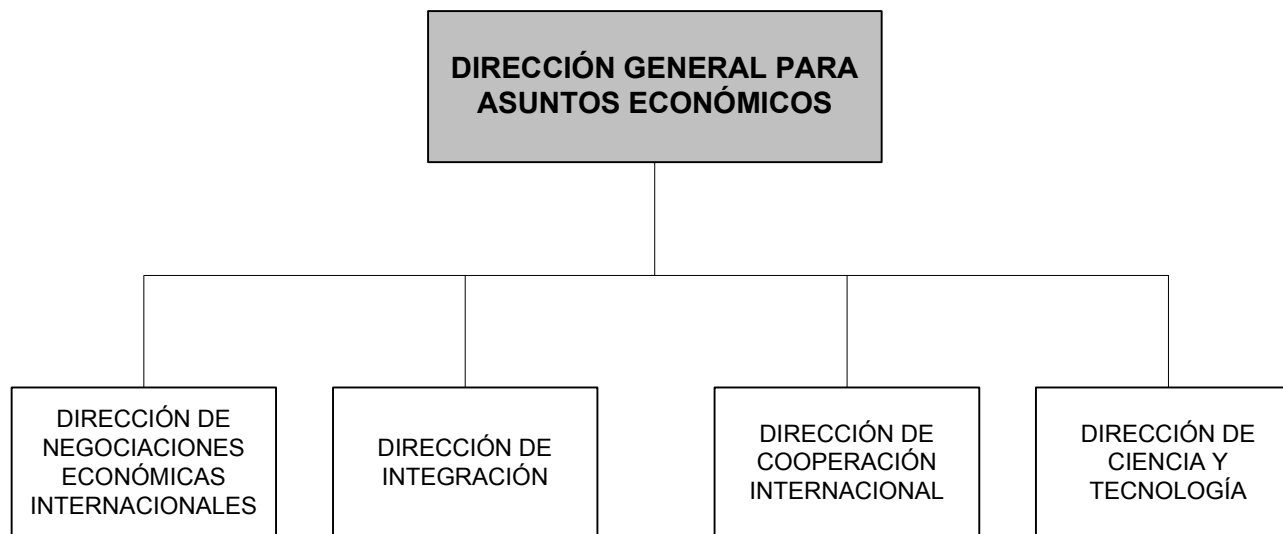 DIRECCIÓN GENERAL PARA
ASUNTOS ECONÓMICOS
DIRECCIÓN DE
NEGOCIACIONES
ECONÓMICAS
INTERNACIONALES
DIRECCIÓN DE
INTEGRACIÓN
DIRECCIÓN DE
COOPERACIÓN
INTERNACIONAL
DIRECCIÓN DE
CIENCIA Y
TECNOLOGÍA